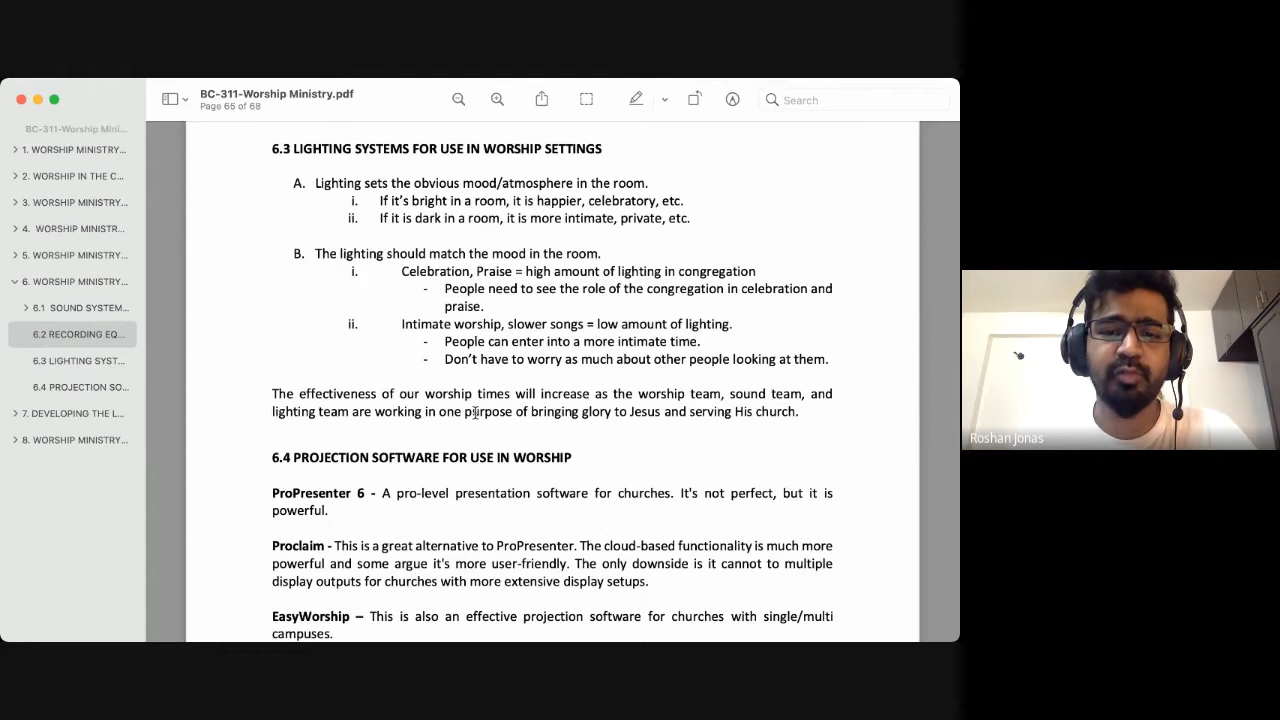 BC-311-Worship Ministry.pdf
Page 65 of 68
Search
BC-311-Worship Mini...
1. WORSHIP MINISTRY...
2. WORSHIP IN THE C...
3. WORSHIP MINISTRY...
4. WORSHIP MINISTR...
5. WORSHIP MINISTRY...
6. WORSHIP MINISTRY...
6.1 SOUND SYSTEM...
6.2 RECORDING EQ...
6.3 LIGHTING SYST...
6.4 PROJECTION SO...
7. DEVELOPING THE L...
8. WORSHIP MINISTRY...
6.3 LIGHTING SYSTEMS FOR USE IN WORSHIP SETTINGS
A. Lighting sets the obvious mood/atmosphere in the room.
i. If it's bright in a room, it is happier, celebratory, etc.
ii. If it is dark in a room, it is more intimate, private, etc.
B. The lighting should match the mood in the room.
i. Celebration, Praise = high amount of lighting in congregation
- People need to see the role of the congregation in celebration and
praise.
ii. Intimate worship, slower songs = low amount of lighting.
- People can enter into a more intimate time.
- Don't have to worry as much about other people looking at them.
The effectiveness of our worship times will increase as the worship team, sound team, and
lighting team are working in one purpose of bringing glory to Jesus and serving His church.
6.4 PROJECTION SOFTWARE FOR USE IN WORSHIP
ProPresenter 6 - A pro-level presentation software for churches. It's not perfect, but it is
powerful.
Proclaim - This is a great alternative to ProPresenter. The cloud-based functionality is much more
powerful and some argue it's more user-friendly. The only downside is it cannot to multiple
display outputs for churches with more extensive display setups.
EasyWorship – This is also an effective projection software for churches with single/multi
campuses.
Roshan Jonas